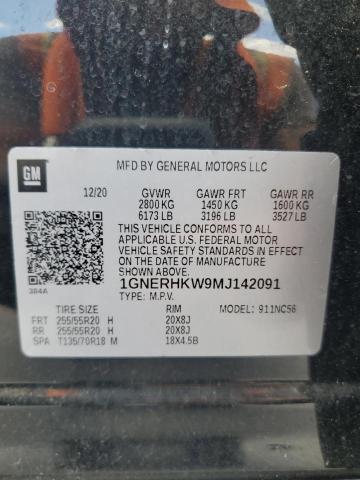 GM
MFD BY GENERAL MOTORS LLC
12/20 GVWR GAWR FRT GAWR RR
2800 KG 1450 KG 1600 KG
6173 LB 3196 LB 3527 LB
THIS VEHICLE CONFORMS TO ALL
APPLICABLE U.S. FEDERAL MOTOR
VEHICLE SAFETY STANDARDS IN
EFFECT ON THE DATE OF
MANUFACTURE SHOWN ABOVE.
384A 1GNERHKW9MJ142091
TYPE: M.P.V.
TIRE SIZE RIM MODEL: 911NC56
FRT 255/55R20 H 20X8J
RR 255/55R20 H 20X8J
SPA T135/70R18 M 18X4.5B